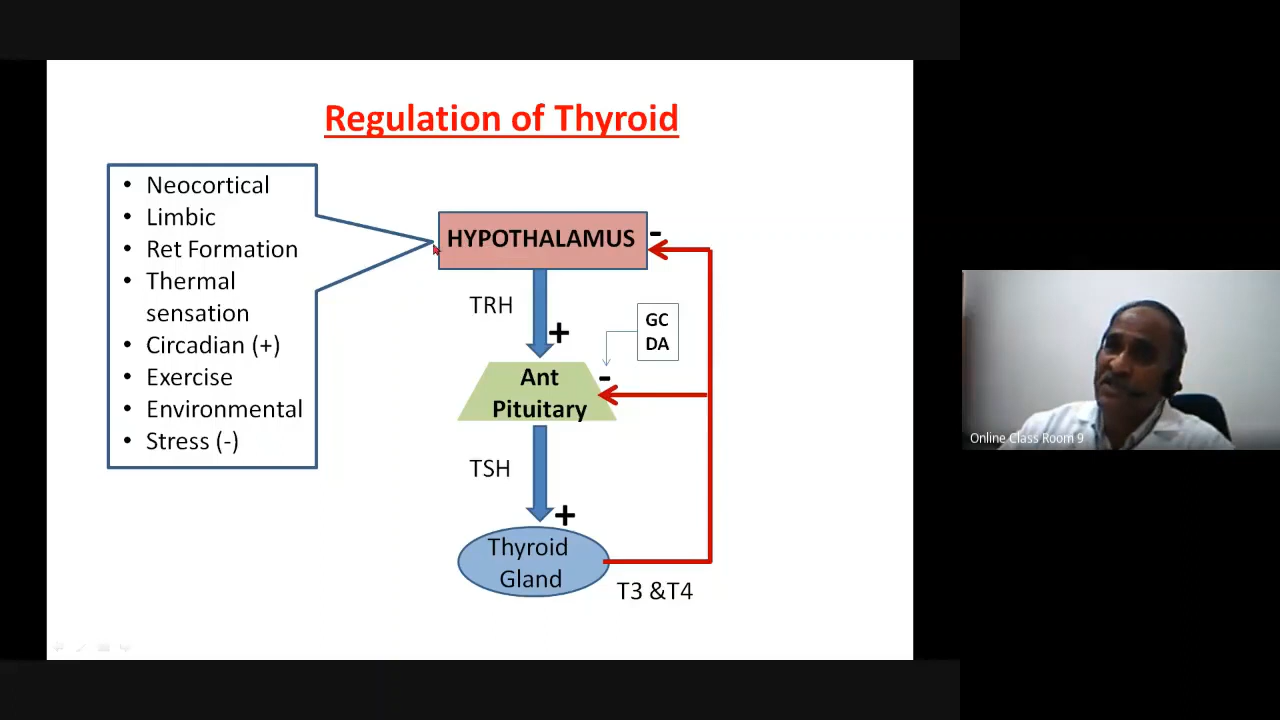 Regulation of Thyroid
• Neocortical
• Limbic
• Ret Formation
• Thermal
sensation
• Circadian (+)
• Exercise
• Environmental
• Stress (-)
HYPOTHALAMUS
-
TRH
+
GC
DA
-
Ant
Pituitary
TSH
+
Thyroid
Gland
T3 &T4
Online Class Room 9